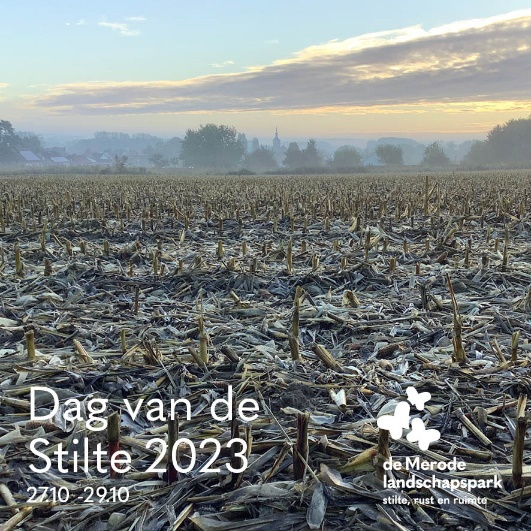 Dag van de
Stilte 2023
27.10 - 29.10
de Merode
landschapspark
stilte, rust en ruimte